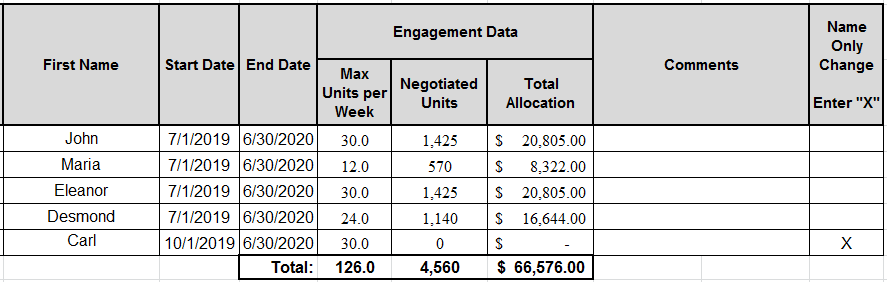 First Name Start Date End Date Engagement Data Comments Name Only Change Enter "X"
Max Units per Week Negotiated Units Total Allocation
John 7/1/2019 6/30/2020 30.0 1,425 $ 20,805.00
Maria 7/1/2019 6/30/2020 12.0 570 $ 8,322.00
Eleanor 7/1/2019 6/30/2020 30.0 1,425 $ 20,805.00
Desmond 7/1/2019 6/30/2020 24.0 1,140 $ 16,644.00
Carl 10/1/2019 6/30/2020 30.0 0 $ - X
Total: 126.0 4,560 $ 66,576.00